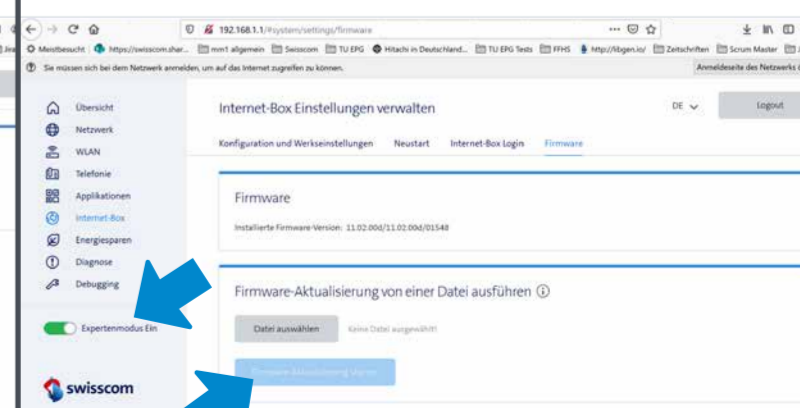 192.168.1.1/#system/settings/firmware
Jira Meistbesucht https://swisscom.shar... mm1 allgemein Swisscom TU EPG Hitachi in Deutschland... TU EPG Tests FFHS http://libgen.io/ Zeitschriften Scrum Master
Sie müssen sich bei dem Netzwerk anmelden, um auf das Internet zugreifen zu können. Anmeldeseite des Netzwerks
Übersicht
Netzwerk
WLAN
Telefonie
Applikationen
Internet-Box
Energiesparen
Diagnose
Debugging
Expertenmodus Ein
swisscom
Internet-Box Einstellungen verwalten DE Logout
Konfiguration und Werkseinstellungen Neustart Internet-Box Login Firmware
Firmware
Installierte Firmware-Version: 11.02.00d/11.02.00d/01548
Firmware-Aktualisierung von einer Datei ausführen
Datei auswählen Keine Datei ausgewählt!
Firmware-Aktualisierung starten